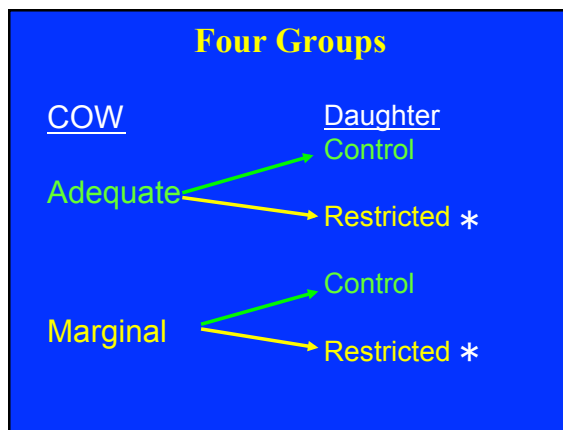 Four Groups
COW Daughter
Control
Adequate
Restricted *
Control
Marginal
Restricted *